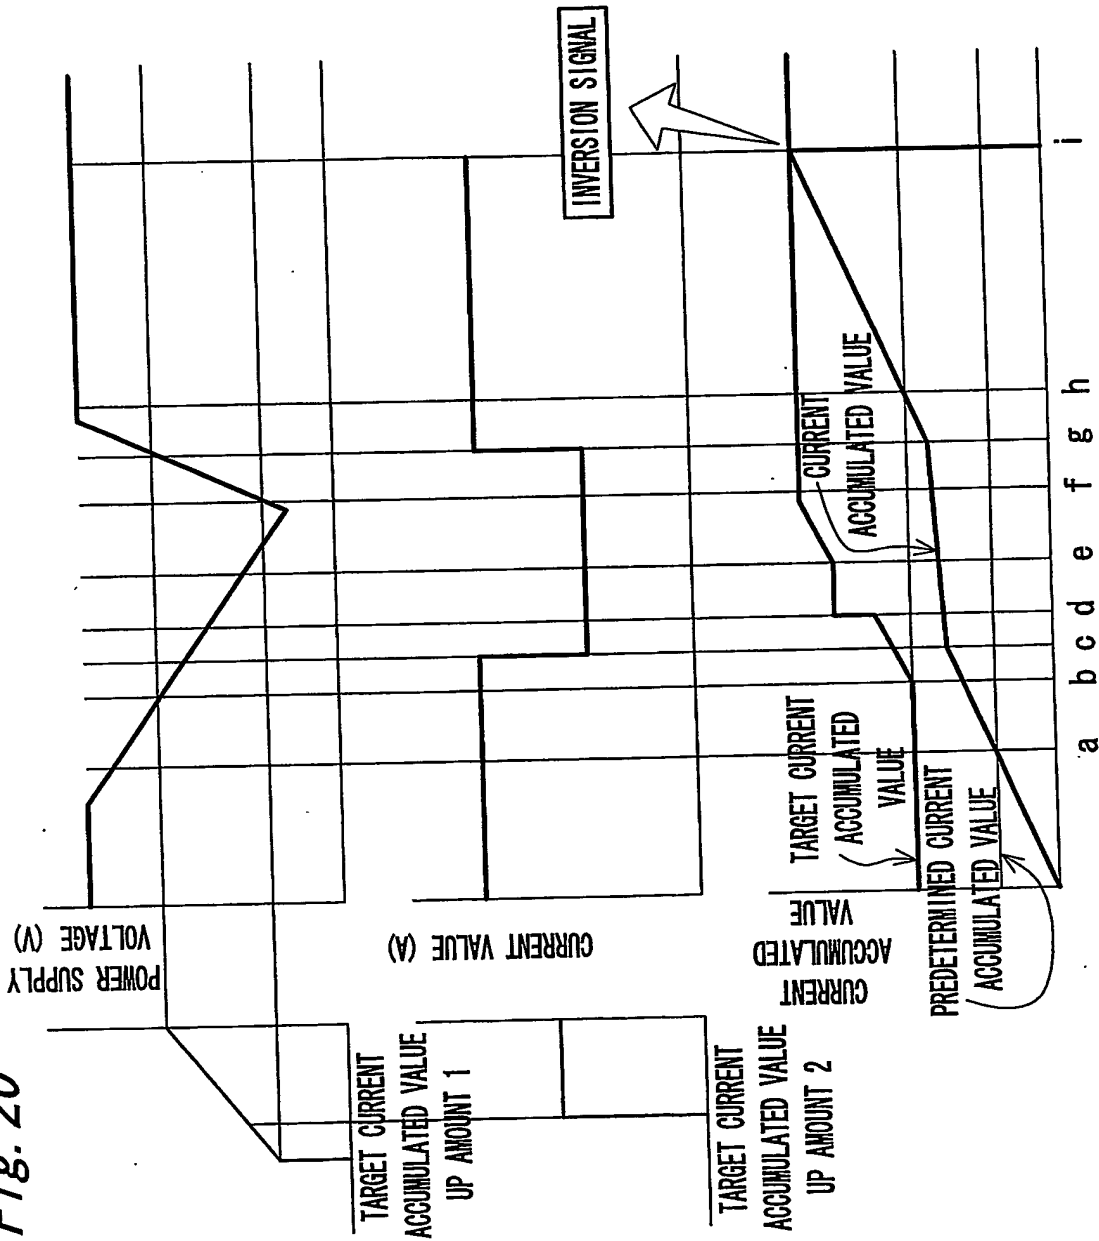 Fig. 20
POWER SUPPLY
VOLTAGE (V)
TARGET CURRENT
ACCUMULATED VALUE
UP AMOUNT 1
CURRENT VALUE (A)
TARGET CURRENT
ACCUMULATED VALUE
UP AMOUNT 2
INVERSION SIGNAL
CURRENT
ACCUMULATED
VALUE
TARGET CURRENT
ACCUMULATED
VALUE
PREDETERMINED CURRENT
ACCUMULATED VALUE
CURRENT
ACCUMULATED VALUE
a
b
c
d
e
f
g
h
i